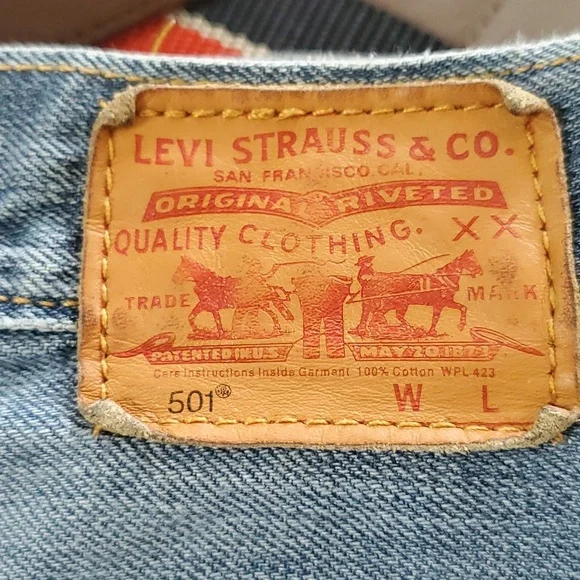 LEVI STRAUSS & CO.
SAN FRANCISCO, CAL.
ORIGINAL RIVETED
QUALITY CLOTHING. XX
TRADE MARK
PATENTED IN U.S. MAY 20 1873
Care Instructions Inside Garment 100% Cotton WPL 423
501® W L